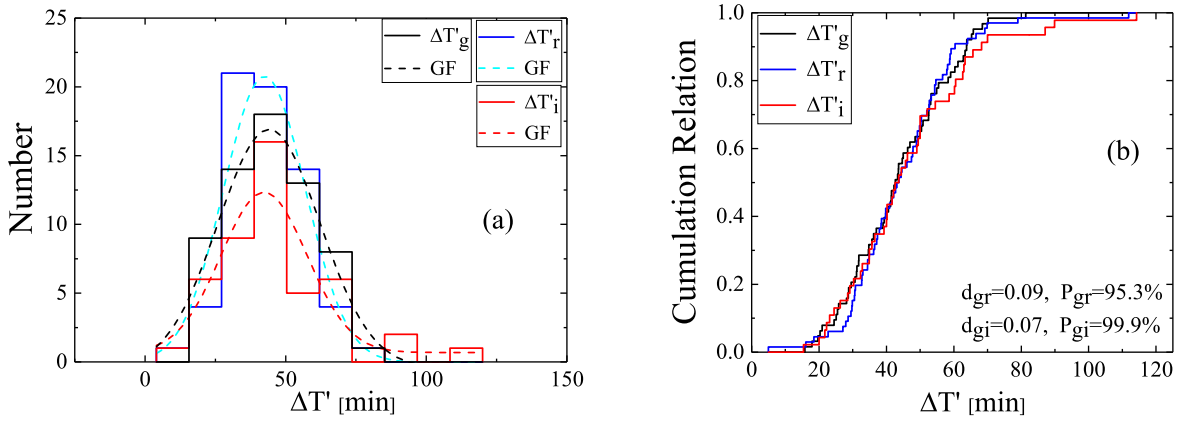 25
20
15
10
5
0
Number
0 50 100 150
ΔT' [min]
ΔT'g
GF
ΔT'r
GF
ΔT'i
GF
(a)
1.0
0.8
0.6
0.4
0.2
0.0
Cumulation Relation
0 20 40 60 80 100 120
ΔT' [min]
ΔT'g
ΔT'r
ΔT'i
(b)
dgr=0.09, Pgr=95.3%
dgi=0.07, Pgi=99.9%